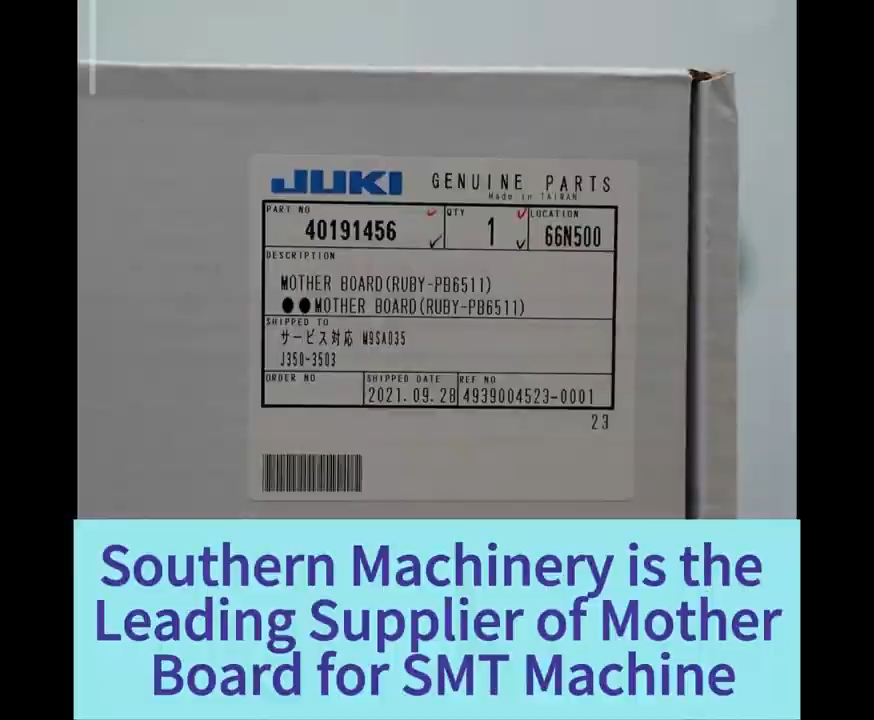 JUKI GENUINE PARTS
Made in TAIWAN
PART NO QTY LOCATION
40191456 1 66N500
DESCRIPTION
MOTHER BOARD(RUBY-PB6511)
●●MOTHER BOARD(RUBY-PB6511)
SHIPPED TO
サービス対応 M9SA035
J350-3503
ORDER NO SHIPPED DATE REF NO
2021.09.28 4939004523-0001
23
Southern Machinery is the
Leading Supplier of Mother
Board for SMT Machine